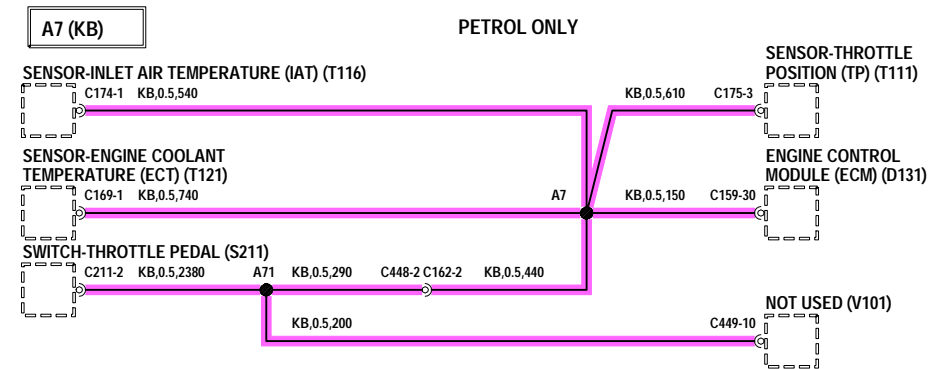 A7 (KB)
PETROL ONLY
SENSOR-INLET AIR TEMPERATURE (IAT) (T116)
C174-1 KB,0.5,540
KB,0.5,610 C175-3
SENSOR-THROTTLE
POSITION (TP) (T111)
SENSOR-ENGINE COOLANT
TEMPERATURE (ECT) (T121)
C169-1 KB,0.5,740
A7
KB,0.5,150 C159-30
ENGINE CONTROL
MODULE (ECM) (D131)
SWITCH-THROTTLE PEDAL (S211)
C211-2 KB,0.5,2380 A71 KB,0.5,290 C448-2 C162-2 KB,0.5,440
KB,0.5,200 C449-10
NOT USED (V101)